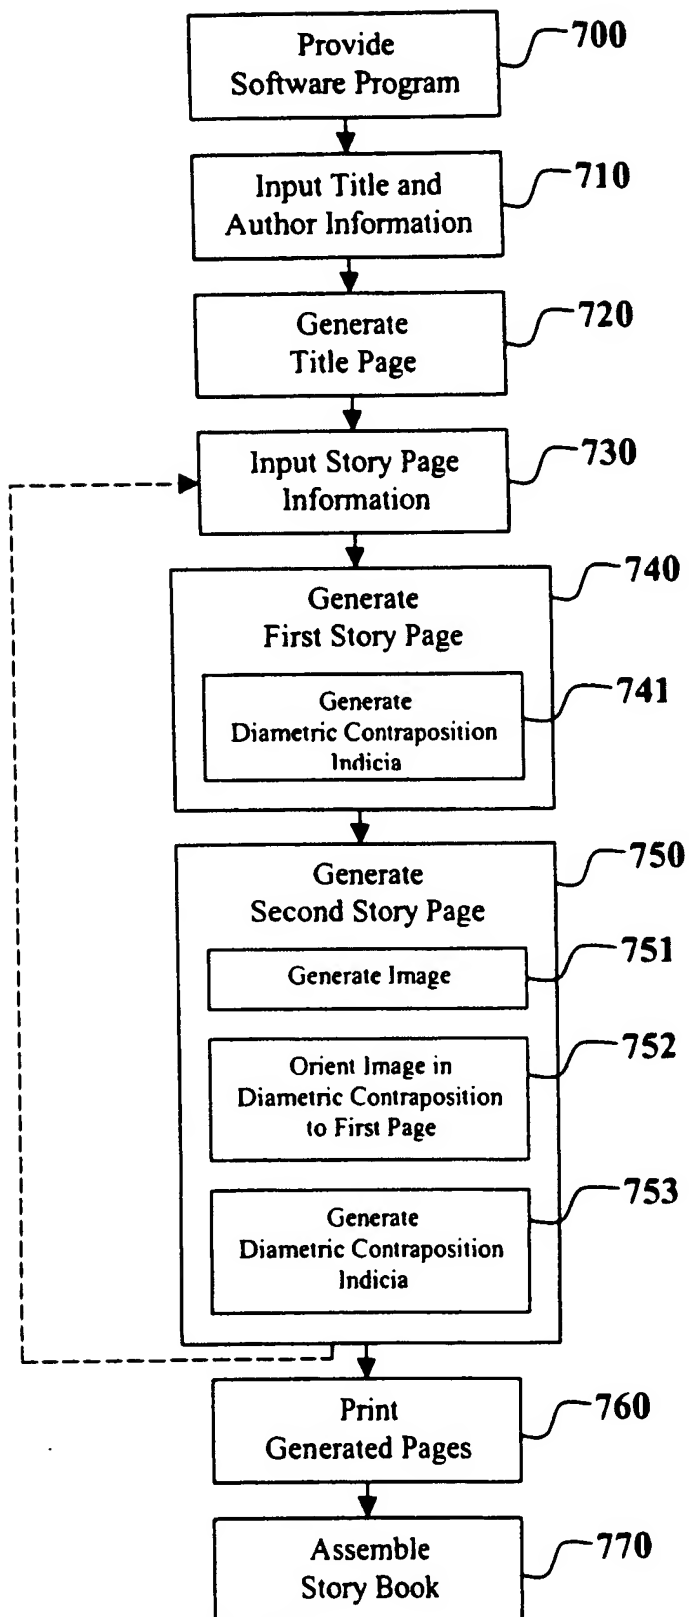 Provide
Software Program
700
Input Title and
Author Information
710
Generate
Title Page
720
Input Story Page
Information
730
Generate
First Story Page
740
Generate
Diametric Contraposition
Indicia
741
Generate
Second Story Page
750
Generate Image
751
Orient Image in
Diametric Contraposition
to First Page
752
Generate
Diametric Contraposition
Indicia
753
Print
Generated Pages
760
Assemble
Story Book
770